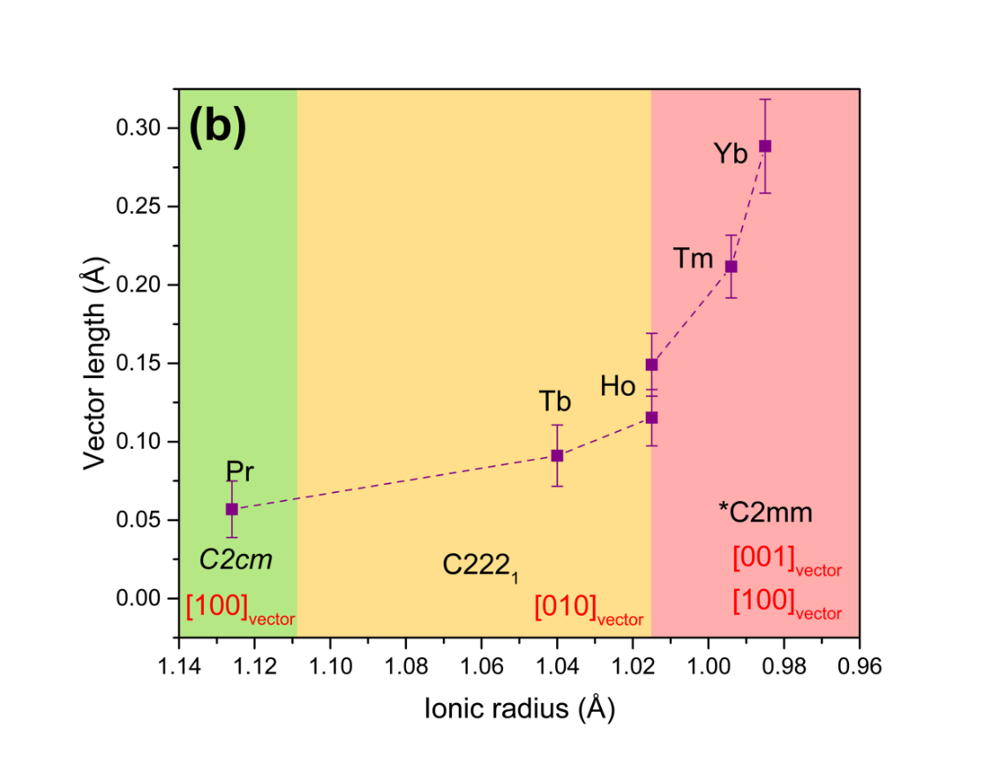 (b)
0.30
0.25
0.20
0.15
0.10
0.05
0.00
Vector length (Å)
Yb
Tm
Ho
Tb
Pr
*C2mm
C2cm
C222₁
[001]vector
[100]vector
[010]vector
[100]vector
1.14 1.12 1.10 1.08 1.06 1.04 1.02 1.00 0.98 0.96
Ionic radius (Å)